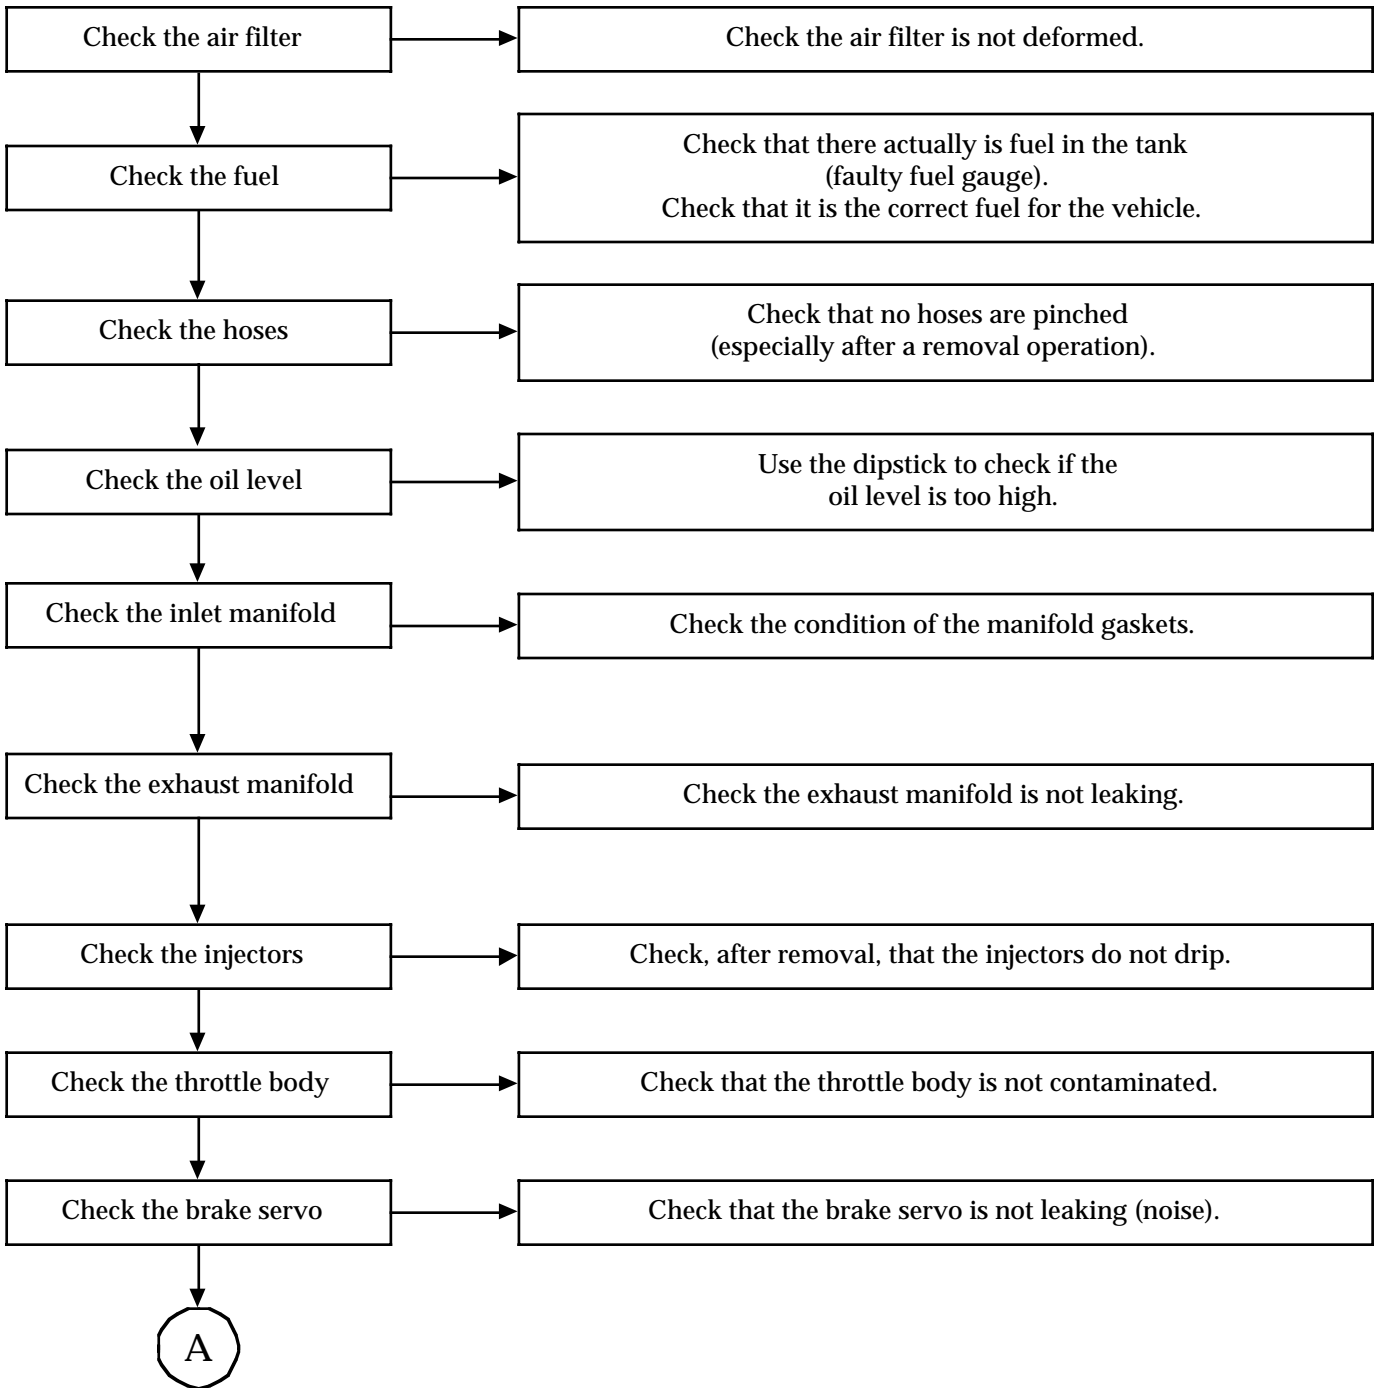 Check the air filter
Check the air filter is not deformed.
Check the fuel
Check that there actually is fuel in the tank
(faulty fuel gauge).
Check that it is the correct fuel for the vehicle.
Check the hoses
Check that no hoses are pinched
(especially after a removal operation).
Check the oil level
Use the dipstick to check if the
oil level is too high.
Check the inlet manifold
Check the condition of the manifold gaskets.
Check the exhaust manifold
Check the exhaust manifold is not leaking.
Check the injectors
Check, after removal, that the injectors do not drip.
Check the throttle body
Check that the throttle body is not contaminated.
Check the brake servo
Check that the brake servo is not leaking (noise).
A